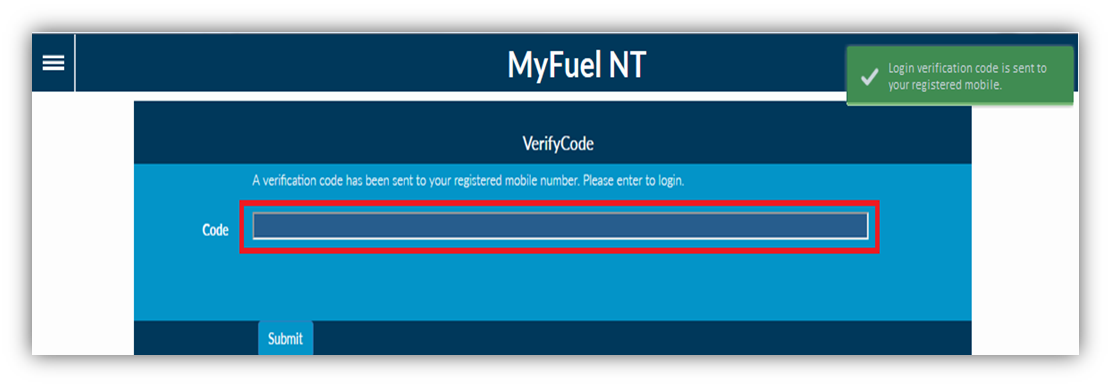 MyFuel NT
Login verification code is sent to
your registered mobile.
VerifyCode
A verification code has been sent to your registered mobile number. Please enter to login.
Code
Submit